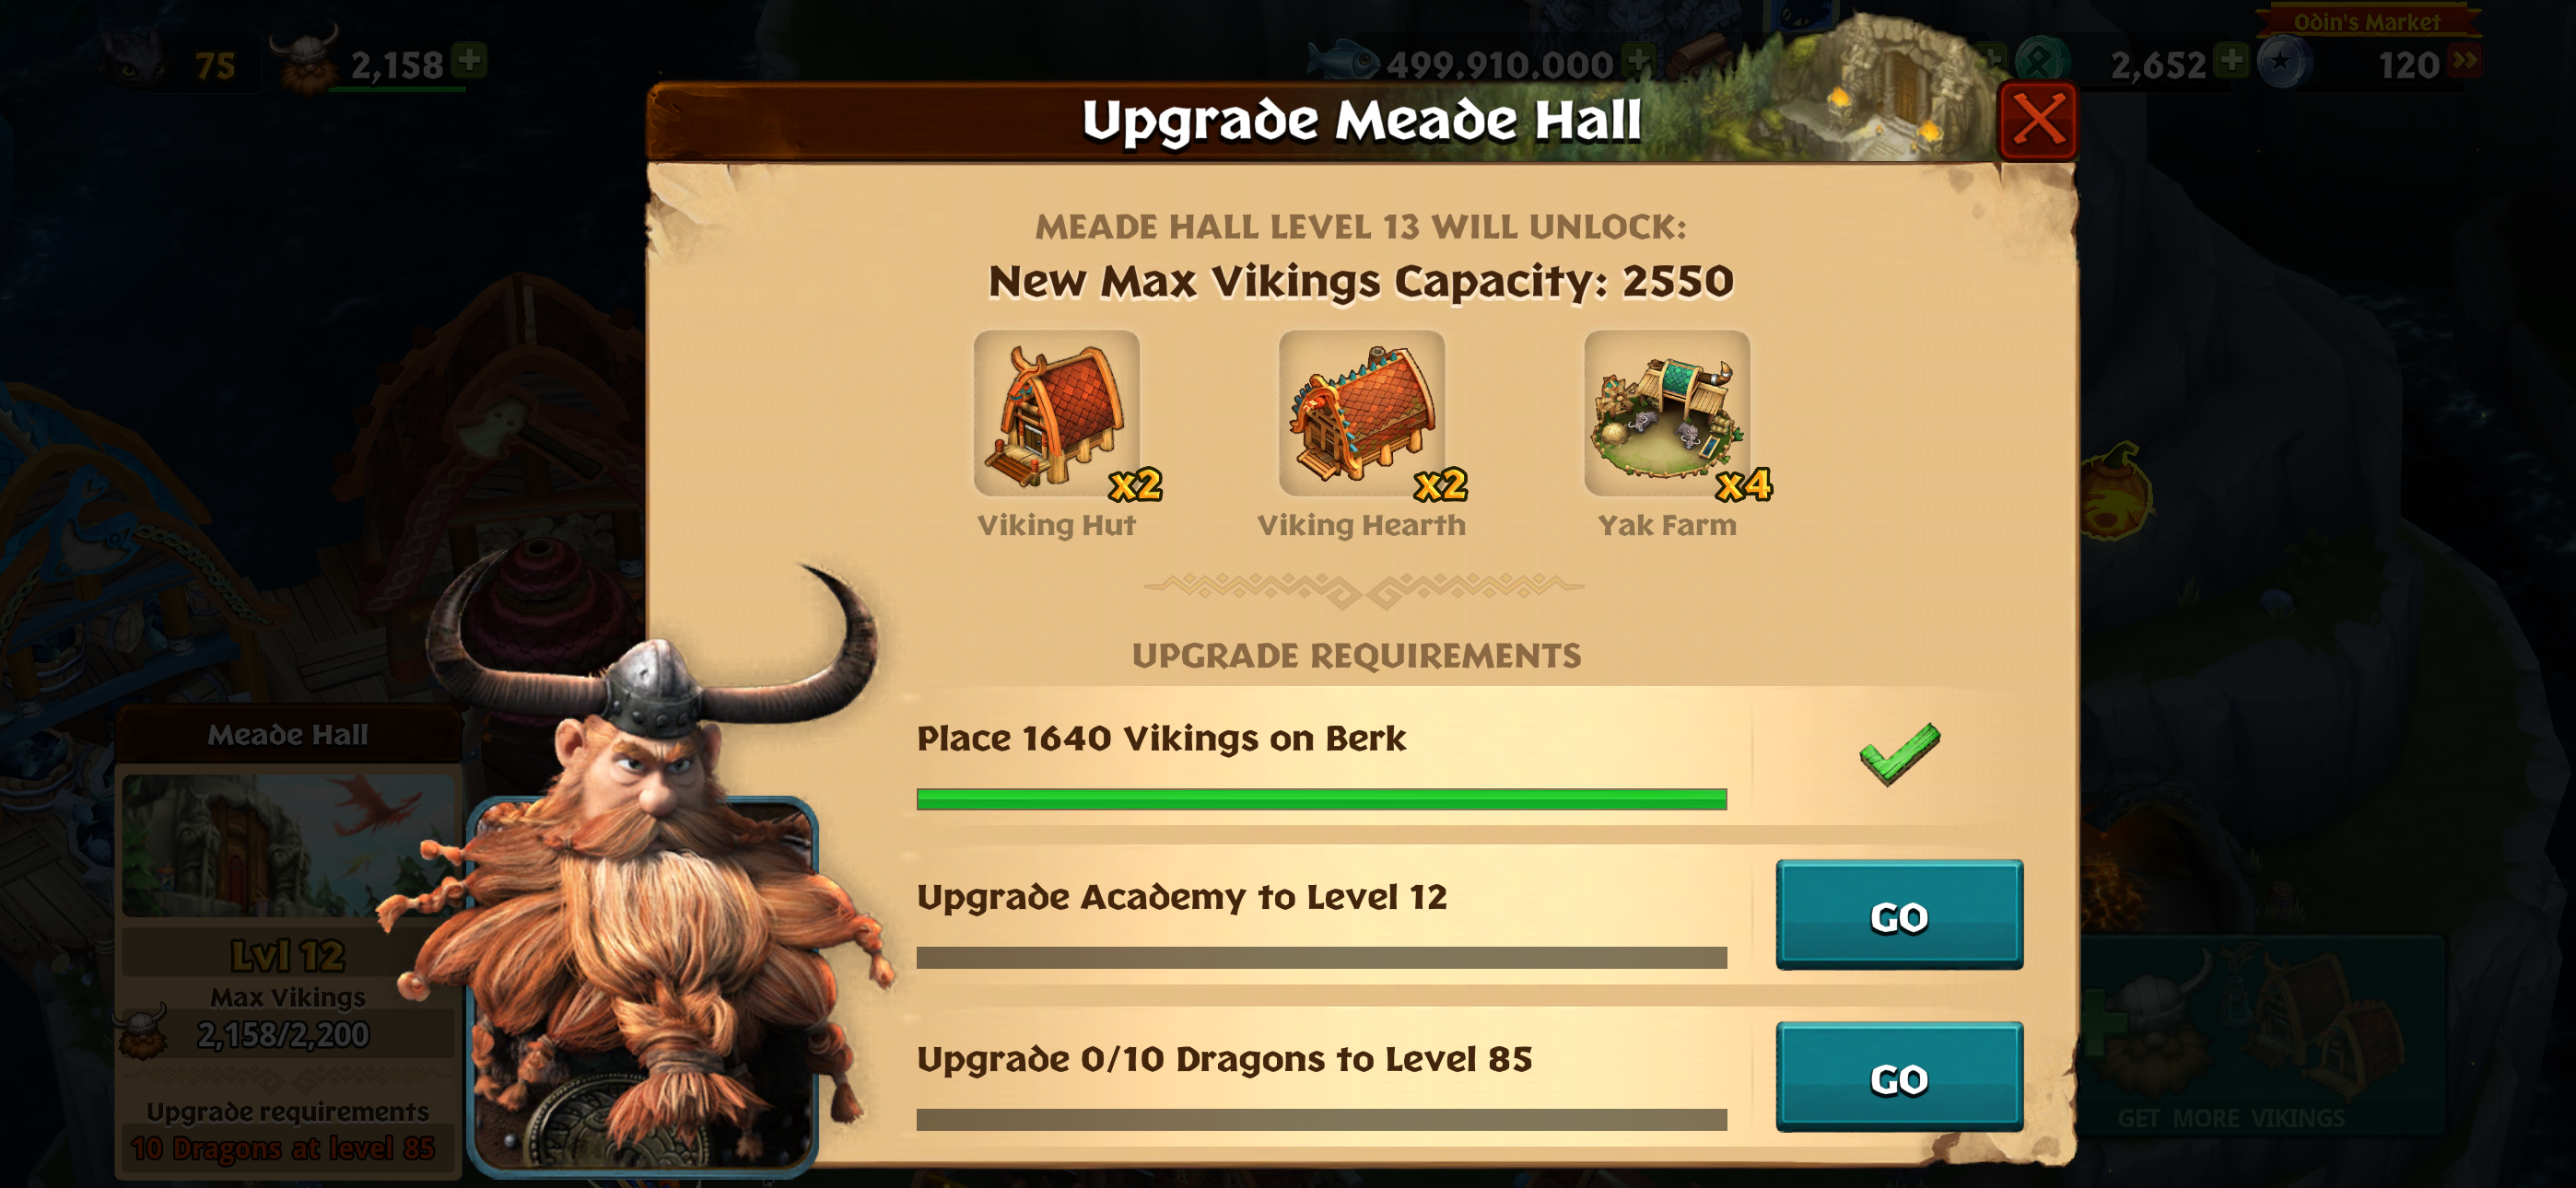 75
2,158
499,910,000
2,652
Odin's Market
120
Upgrade Meade Hall
MEADE HALL LEVEL 13 WILL UNLOCK:
New Max Vikings Capacity: 2550
x2
x2
x4
Viking Hut
Viking Hearth
Yak Farm
UPGRADE REQUIREMENTS
Place 1640 Vikings on Berk
Upgrade Academy to Level 12
GO
Upgrade 0/10 Dragons to Level 85
GO
Meade Hall
Lvl 12
Max Vikings
2,158/2,200
Upgrade requirements
10 Dragons at level 85
GET MORE VIKINGS